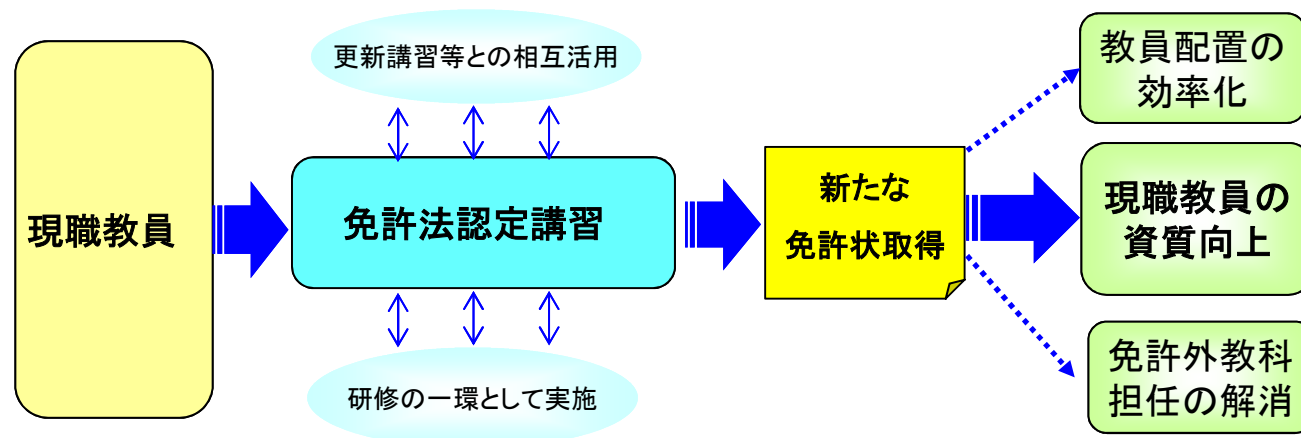 現職教員
更新講習等との相互活用
免許法認定講習
研修の一環として実施
新たな
免許状取得
教員配置の
効率化
現職教員の
資質向上
免許外教科
担任の解消